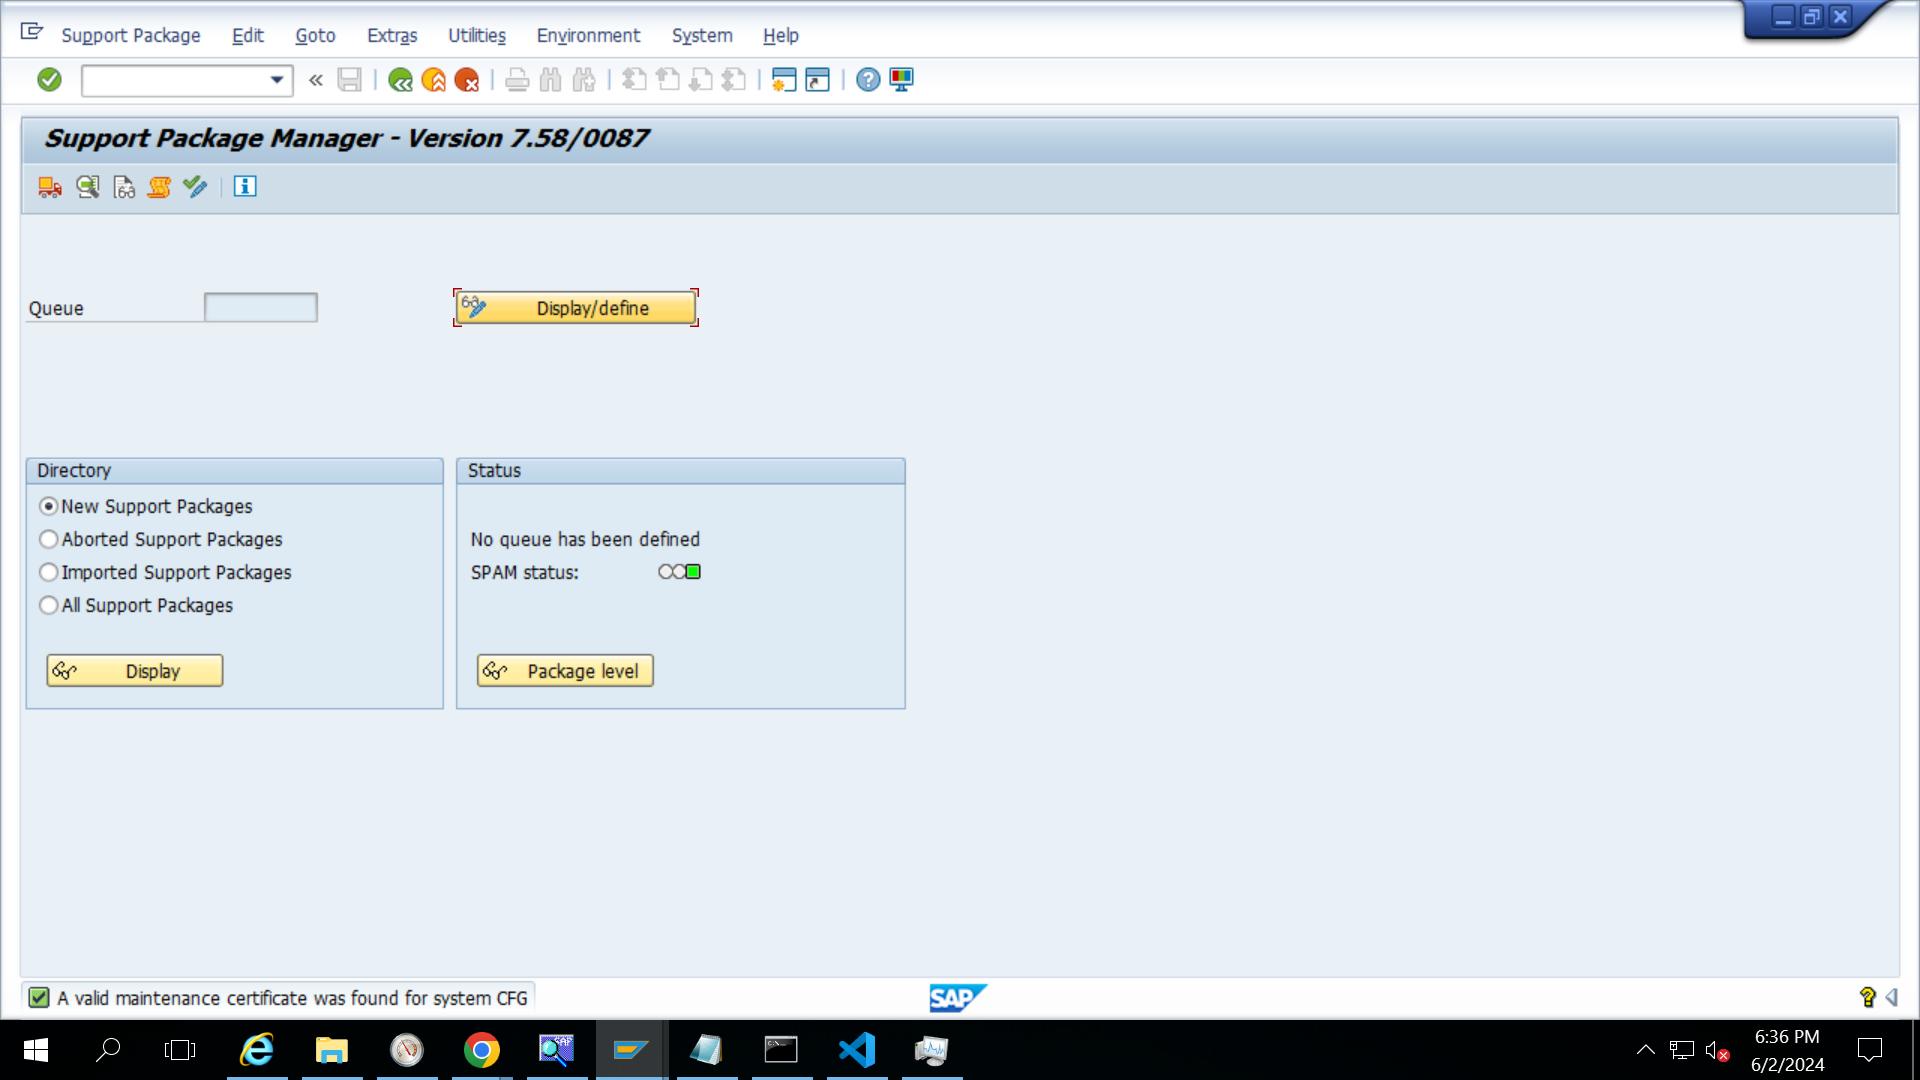 Support Package Edit Goto Extras Utilities Environment System Help
Support Package Manager - Version 7.58/0087
Queue
Display/define
Directory
New Support Packages
Aborted Support Packages
Imported Support Packages
All Support Packages
Display
Status
No queue has been defined
SPAM status:
Package level
A valid maintenance certificate was found for system CFG
SAP
SAP
6:36 PM
6/2/2024